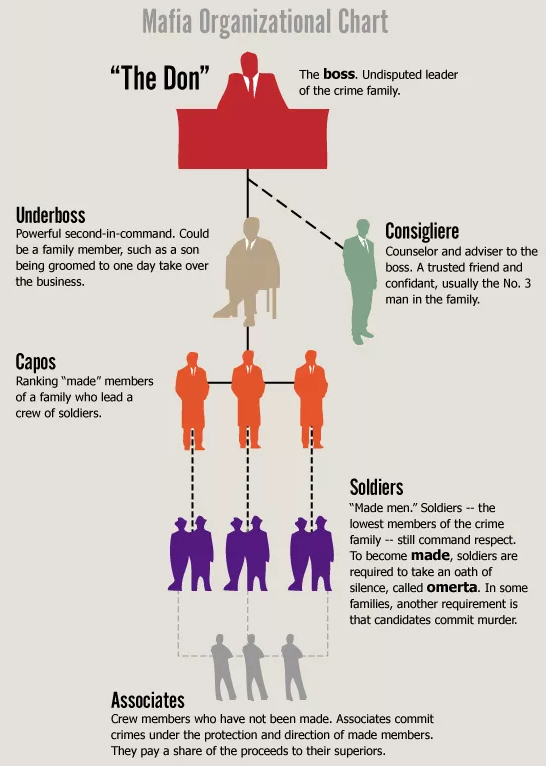 Mafia Organizational Chart
“The Don”
The boss. Undisputed leader
of the crime family.
Underboss
Powerful second-in-command. Could
be a family member, such as a son
being groomed to one day take over
the business.
Consigliere
Counselor and adviser to the
boss. A trusted friend and
confidant, usually the No. 3
man in the family.
Capos
Ranking “made” members
of a family who lead a
crew of soldiers.
Soldiers
“Made men.” Soldiers -- the
lowest members of the crime
family -- still command respect.
To become made, soldiers are
required to take an oath of
silence, called omerta. In some
families, another requirement is
that candidates commit murder.
Associates
Crew members who have not been made. Associates commit
crimes under the protection and direction of made members.
They pay a share of the proceeds to their superiors.